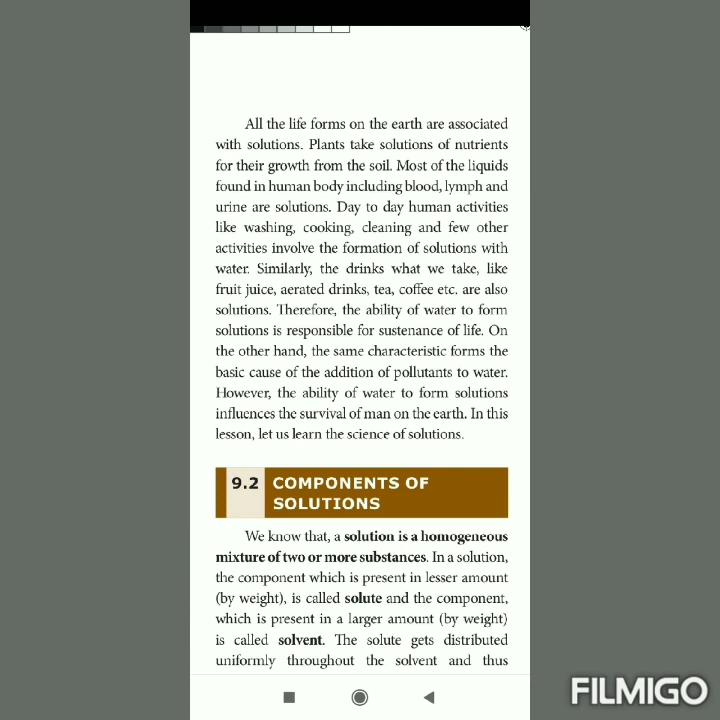 All the life forms on the earth are associated
with solutions. Plants take solutions of nutrients
for their growth from the soil. Most of the liquids
found in human body including blood, lymph and
urine are solutions. Day to day human activities
like washing, cooking, cleaning and few other
activities involve the formation of solutions with
water. Similarly, the drinks what we take, like
fruit juice, aerated drinks, tea, coffee etc. are also
solutions. Therefore, the ability of water to form
solutions is responsible for sustenance of life. On
the other hand, the same characteristic forms the
basic cause of the addition of pollutants to water.
However, the ability of water to form solutions
influences the survival of man on the earth. In this
lesson, let us learn the science of solutions.
9.2 COMPONENTS OF
SOLUTIONS
We know that, a solution is a homogeneous
mixture of two or more substances. In a solution,
the component which is present in lesser amount
(by weight), is called solute and the component,
which is present in a larger amount (by weight)
is called solvent. The solute gets distributed
uniformly throughout the solvent and thus
FILMIGO